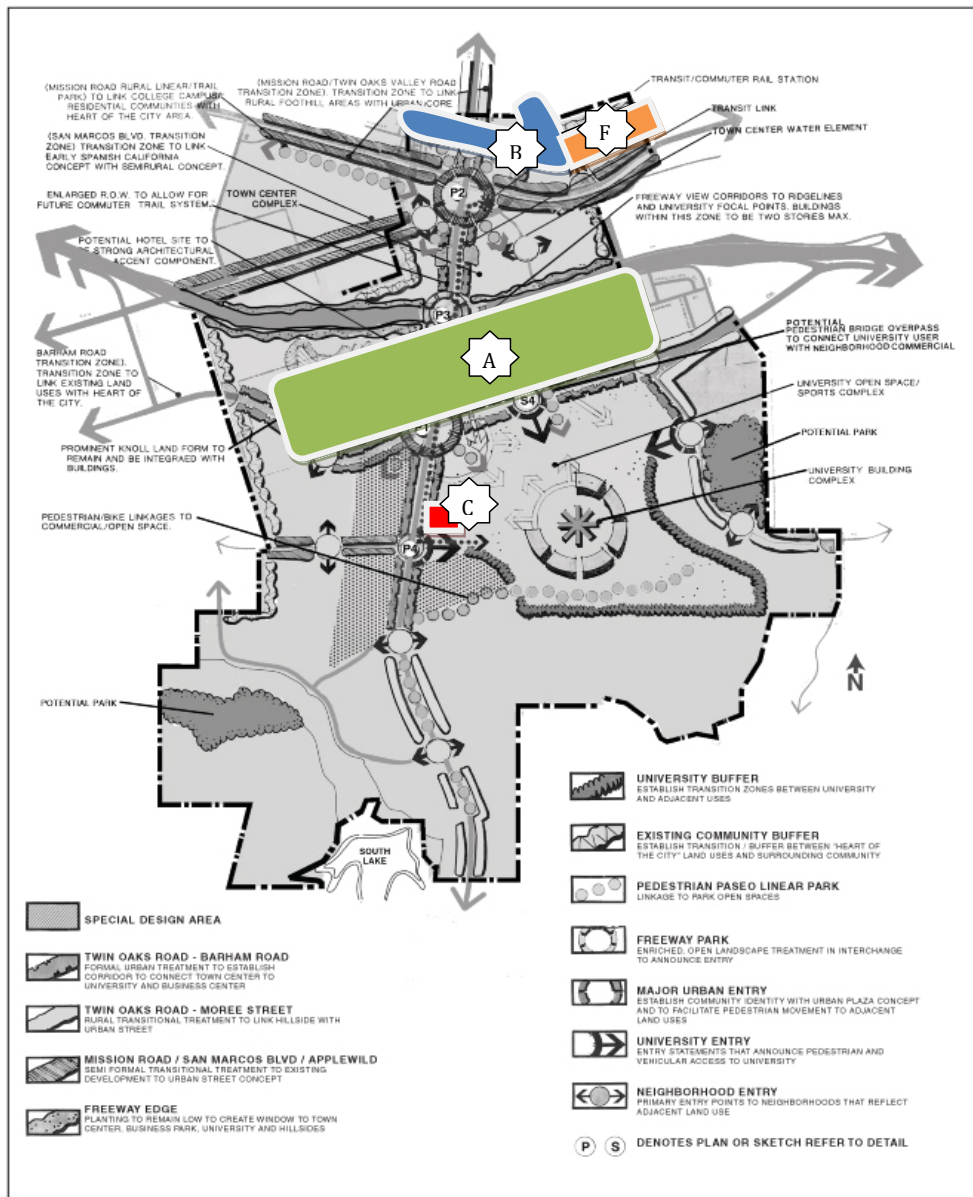 (MISSION ROAD RURAL LINEAR/TRAIL
PARK) TO LINK COLLEGE CAMPUS/
RESIDENTIAL COMMUNTIES WITH
HEART OF THE CITY AREA.
(MISSION ROAD/TWIN OAKS VALLEY ROAD
TRANSITION ZONE). TRANSITION ZONE TO LINK
RURAL FOOTHILL AREAS WITH URBAN CORE
TRANSIT/COMMUTER RAIL STATION
TRANSIT LINK
TOWN CENTER WATER ELEMENT
(SAN MARCOS BLVD. TRANSITION
ZONE) TRANSITION ZONE TO LINK
EARLY SPANISH CALIFORNIA
CONCEPT WITH SEMIRURAL CONCEPT.
B
F
P2
ENLARGED R.O.W. TO ALLOW FOR
FUTURE COMMUTER TRAIL SYSTEM.
TOWN CENTER
COMPLEX
FREEWAY VIEW CORRIDORS TO RIDGELINES
AND UNIVERSITY FOCAL POINTS. BUILDINGS
WITHIN THIS ZONE TO BE TWO STORIES MAX.
POTENTIAL HOTEL SITE TO
BE STRONG ARCHITECTURAL
ACCENT COMPONENT.
P3
A
POTENTIAL
PEDESTRIAN BRIDGE OVERPASS
TO CONNECT UNIVERSITY USER
WITH NEIGHBORHOOD COMMERCIAL
BARHAM ROAD
TRANSITION ZONE).
TRANSITION ZONE TO
LINK EXISTING LAND
USES WITH HEART OF
THE CITY.
UNIVERSITY OPEN SPACE/
SPORTS COMPLEX
S4
P1
POTENTIAL PARK
PROMINENT KNOLL LAND FORM TO
REMAIN AND BE INTEGRAED WITH
BUILDINGS.
UNIVERSITY BUILDING
COMPLEX
C
PEDESTRIAN/BIKE LINKAGES TO
COMMERCIAL/OPEN SPACE.
P4
N
POTENTIAL PARK
SOUTH
LAKE
SPECIAL DESIGN AREA
TWIN OAKS ROAD - BARHAM ROAD
FORMAL URBAN TREATMENT TO ESTABLISH
CORRIDOR TO CONNECT TOWN CENTER TO
UNIVERSITY AND BUSINESS CENTER
TWIN OAKS ROAD - MOREE STREET
RURAL TRANSITIONAL TREATMENT TO LINK HILLSIDE WITH
URBAN STREET
MISSION ROAD / SAN MARCOS BLVD / APPLEWILD
SEMI FORMAL TRANSITIONAL TREATMENT TO EXISTING
DEVELOPMENT TO URBAN STREET CONCEPT
FREEWAY EDGE
PLANTING TO REMAIN LOW TO CREATE WINDOW TO TOWN
CENTER, BUSINESS PARK, UNIVERSITY AND HILLSIDES
UNIVERSITY BUFFER
ESTABLISH TRANSITION ZONES BETWEEN UNIVERSITY
AND ADJACENT USES
EXISTING COMMUNITY BUFFER
ESTABLISH TRANSITION / BUFFER BETWEEN "HEART OF
THE CITY" LAND USES AND SURROUNDING COMMUNITY
PEDESTRIAN PASEO LINEAR PARK
LINKAGE TO PARK OPEN SPACES
FREEWAY PARK
ENRICHED, OPEN LANDSCAPE TREATMENT IN INTERCHANGE
TO ANNOUNCE ENTRY
MAJOR URBAN ENTRY
ESTABLISH COMMUNITY IDENTITY WITH URBAN PLAZA CONCEPT
AND TO FACILITATE PEDESTRIAN MOVEMENT TO ADJACENT
LAND USES
UNIVERSITY ENTRY
ENTRY STATEMENTS THAT ANNOUNCE PEDESTRIAN AND
VEHICULAR ACCESS TO UNIVERSITY
NEIGHBORHOOD ENTRY
PRIMARY ENTRY POINTS TO NEIGHBORHOODS THAT REFLECT
ADJACENT LAND USE
P S DENOTES PLAN OR SKETCH REFER TO DETAIL